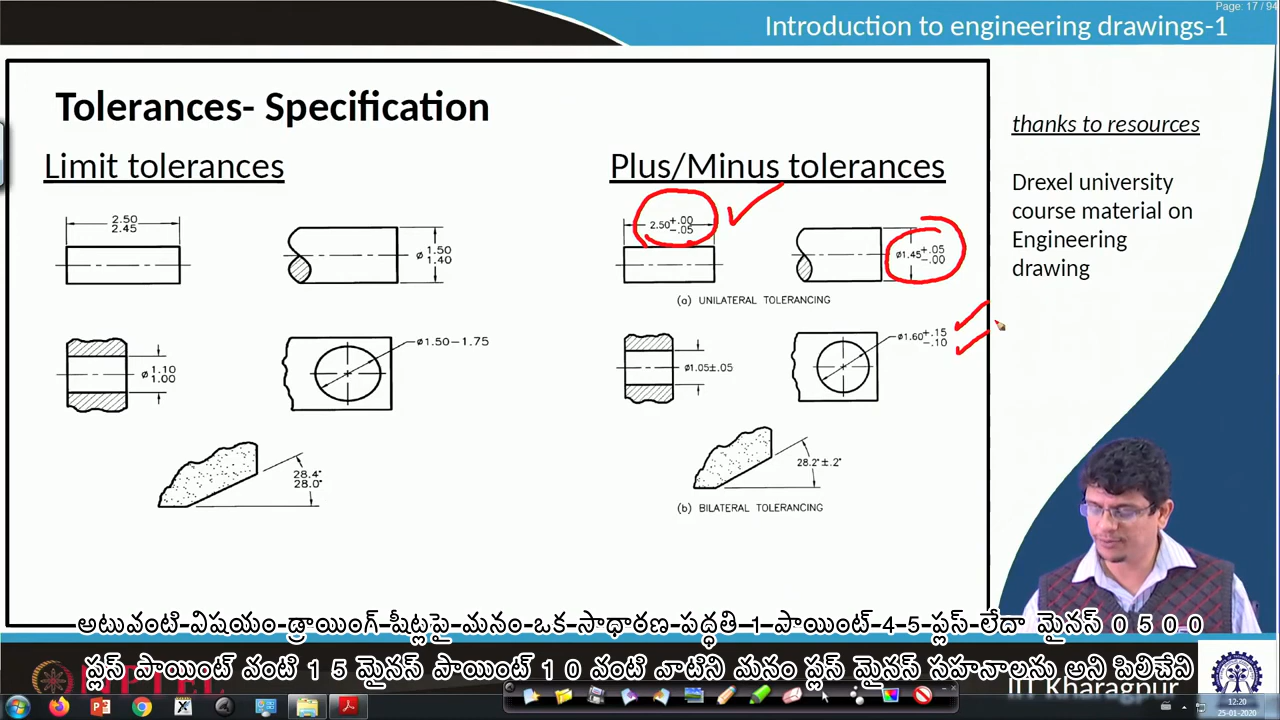 Page: 17 / 94
Introduction to engineering drawings-1
Tolerances- Specification
thanks to resources
Drexel university
course material on
Engineering
drawing
Limit tolerances
Plus/Minus tolerances
2.50
2.45
ø 1.50
1.40
2.50 +.00
-.05
ø1.45 +.05
-.00
(a) UNILATERAL TOLERANCING
ø 1.10
1.00
ø1.50-1.75
ø1.05±.05
ø1.60 +.15
-.10
28.4°
28.0°
28.2°±.2°
(b) BILATERAL TOLERANCING
అటువంటి-విషయం-డ్రాయింగ్-షీట్లపై-మనం-ఒక-సాధారణ-పద్ధతి-1-పాయింట్-4-5-ప్లస్-లేదా మైనస్ 0 5 0 0
ప్లస్ పాయింట్ వంటి 1 5 మైనస్ పాయింట్ 1 0 వంటి వాటిని మనం ప్లస్ మైనస్ సహనాలను అని పిలిచేవి
IIT Kharagpur
12:20
25-01-2020